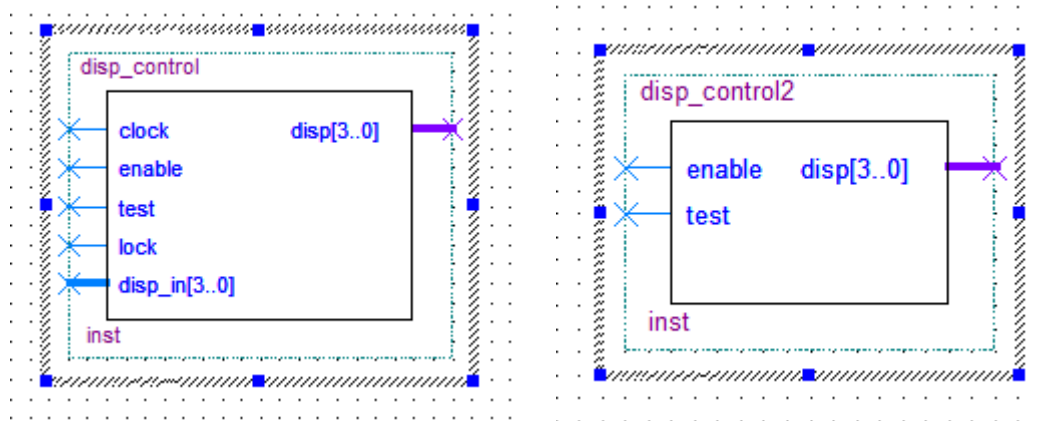 disp_control
clock disp[3..0]
enable
test
lock
disp_in[3..0]
inst
disp_control2
enable disp[3..0]
test
inst